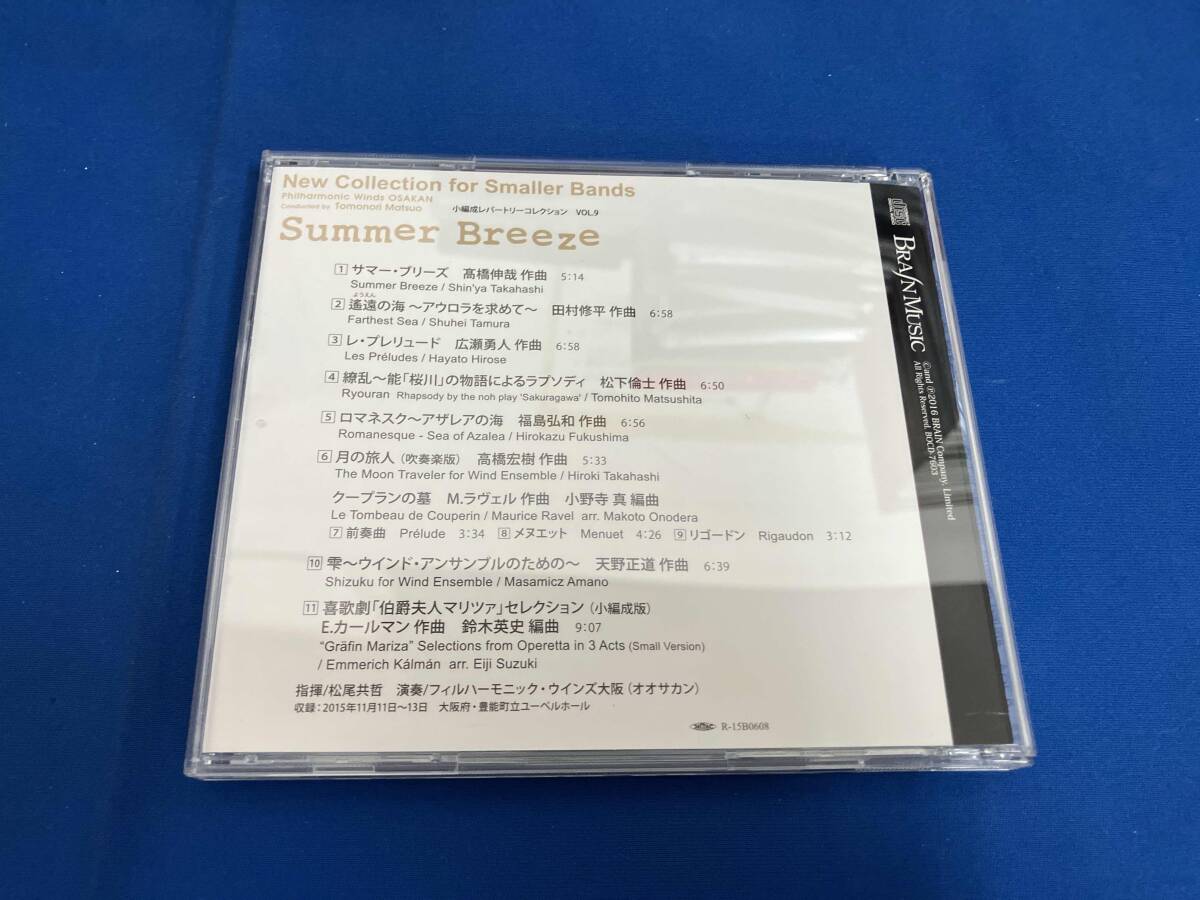 New Collection for Smaller Bands
Philharmonic Winds OSAKAN
Conducted by Tomonori Matsuo
小編成レパートリーコレクション VOL.9
Summer Breeze
1 サマー・ブリーズ 髙橋伸哉 作曲 5:14
Summer Breeze / Shin'ya Takahashi
ようえん
2 遙遠の海 〜アウロラを求めて〜 田村修平 作曲 6:58
Farthest Sea / Shuhei Tamura
3 レ・プレリュード 広瀬勇人 作曲 6:58
Les Préludes / Hayato Hirose
4 繚乱〜能「桜川」の物語によるラプソディ 松下倫士 作曲 6:50
Ryouran Rhapsody by the noh play 'Sakuragawa' / Tomohito Matsushita
5 ロマネスク〜アザレアの海 福島弘和 作曲 6:56
Romanesque - Sea of Azalea / Hirokazu Fukushima
6 月の旅人（吹奏楽版） 高橋宏樹 作曲 5:33
The Moon Traveler for Wind Ensemble / Hiroki Takahashi
クープランの墓 M.ラヴェル 作曲 小野寺 真 編曲
Le Tombeau de Couperin / Maurice Ravel arr. Makoto Onodera
7 前奏曲 Prélude 3:34 8 メヌエット Menuet 4:26 9 リゴードン Rigaudon 3:12
10 雫〜ウインド・アンサンブルのための〜 天野正道 作曲 6:39
Shizuku for Wind Ensemble / Masamicz Amano
11 喜歌劇「伯爵夫人マリツァ」セレクション（小編成版）
E.カールマン 作曲 鈴木英史 編曲 9:07
"Gräfin Mariza" Selections from Operetta in 3 Acts (Small Version)
/ Emmerich Kálmán arr. Eiji Suzuki
指揮/松尾共哲 演奏/フィルハーモニック・ウインズ大阪（オオサカン）
収録：2015年11月11日〜13日 大阪府・豊能町立ユーベルホール
R-15B0608
BRAIN MUSIC
©and ℗2016 BRAIN Company, Limited
All Rights Reserved. BOCD-7603